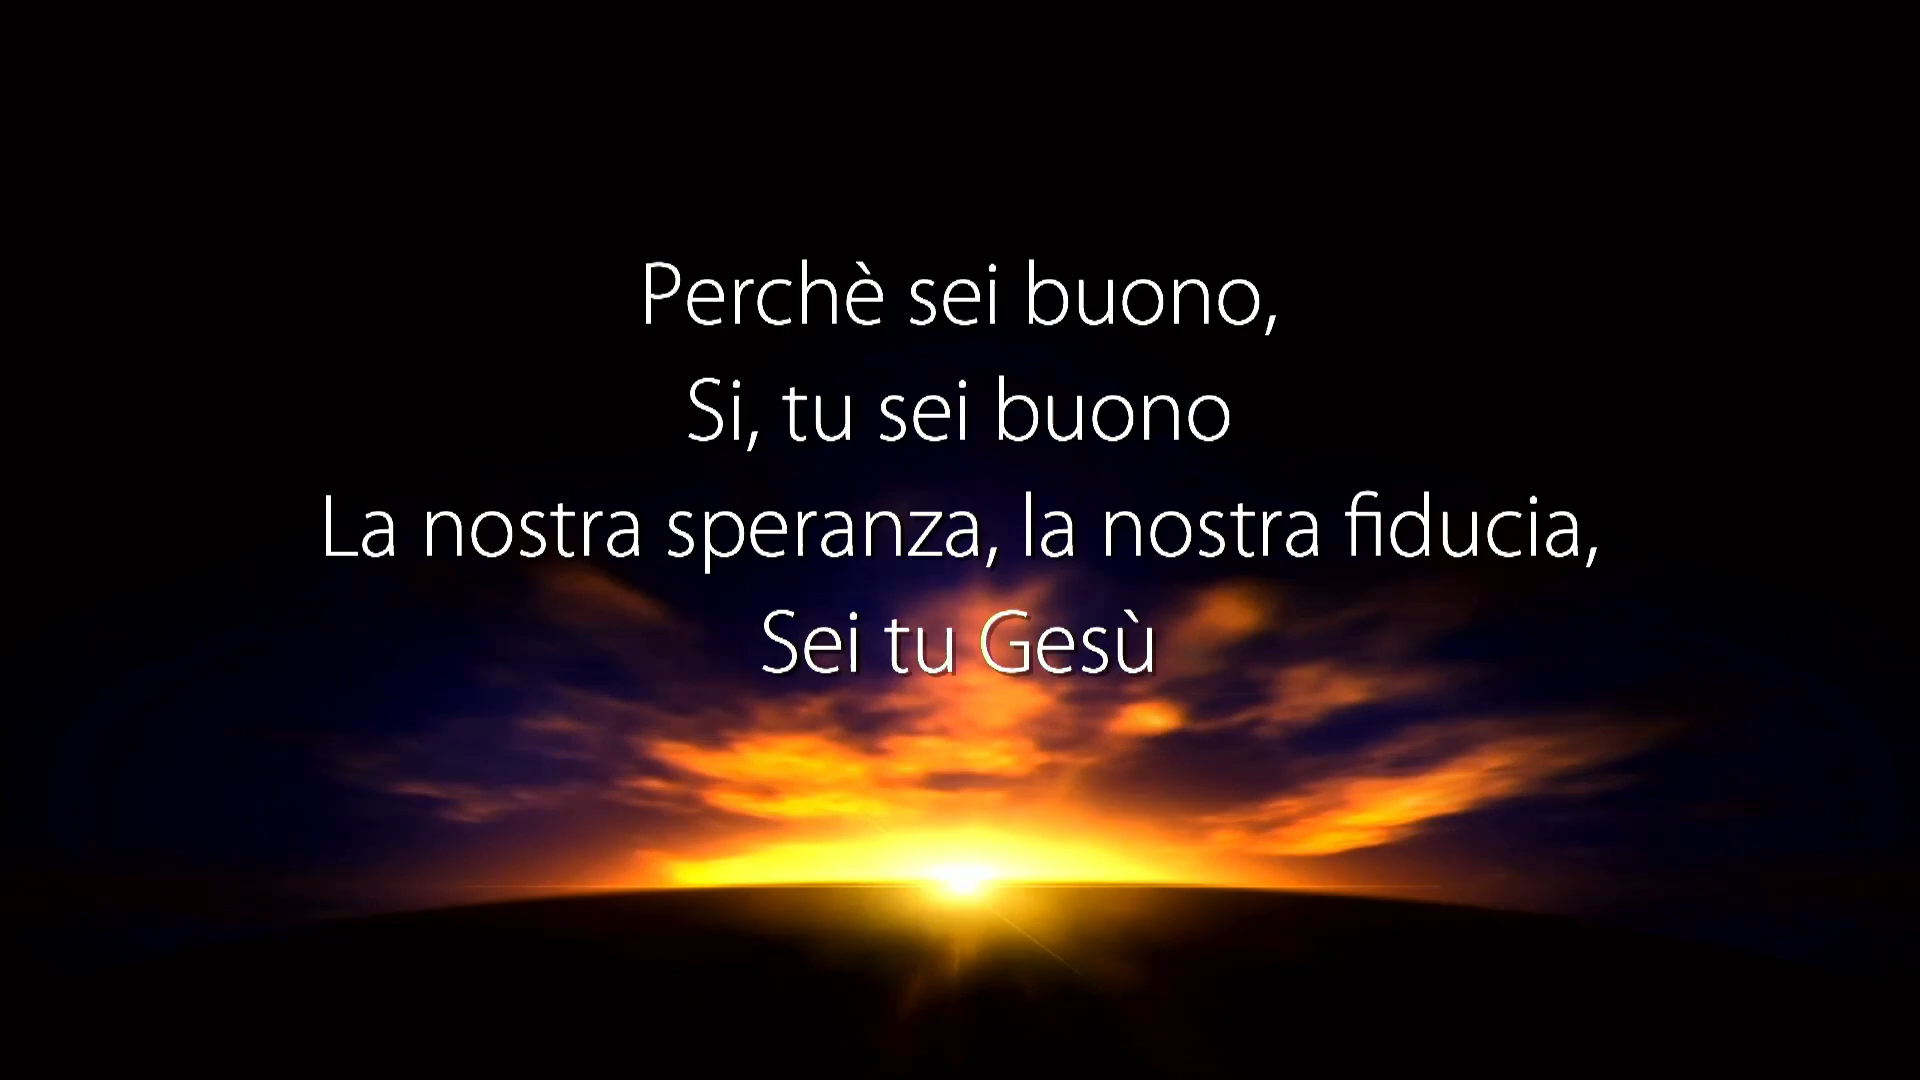 Perchè sei buono,
Si, tu sei buono
La nostra speranza, la nostra fiducia,
Sei tu Gesù